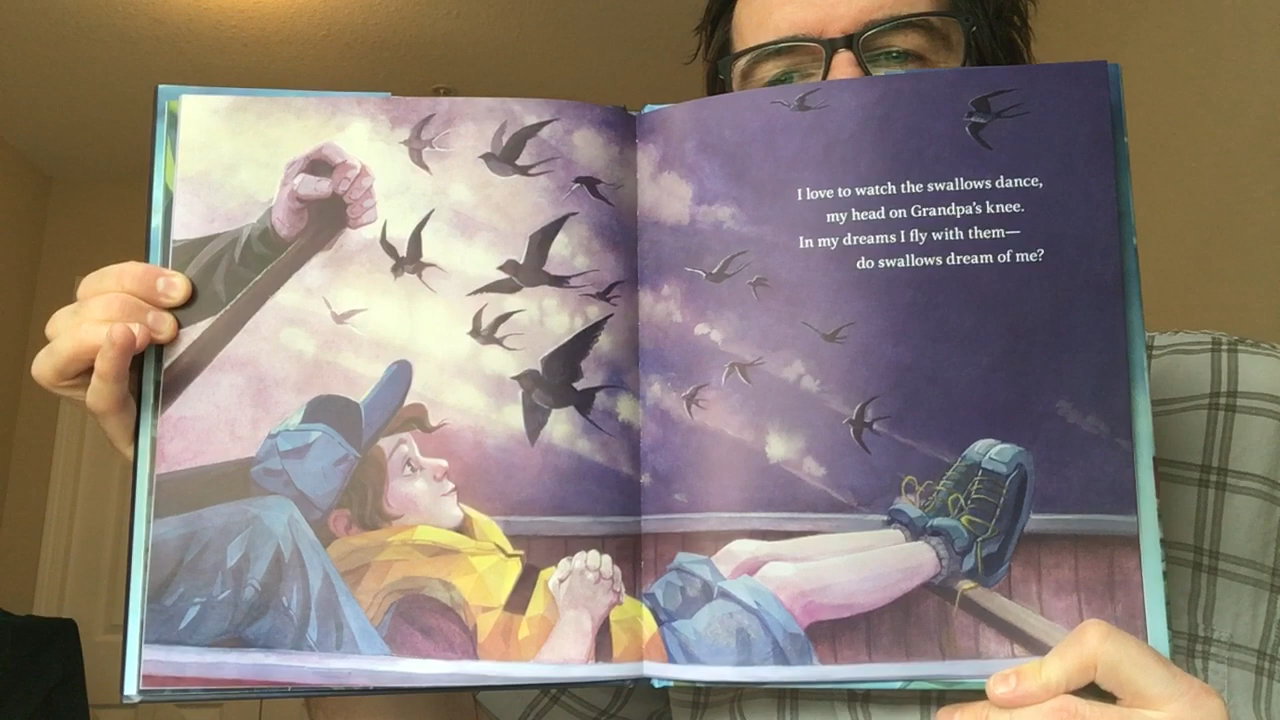 I love to watch the swallows dance,
my head on Grandpa's knee.
In my dreams I fly with them—
do swallows dream of me?